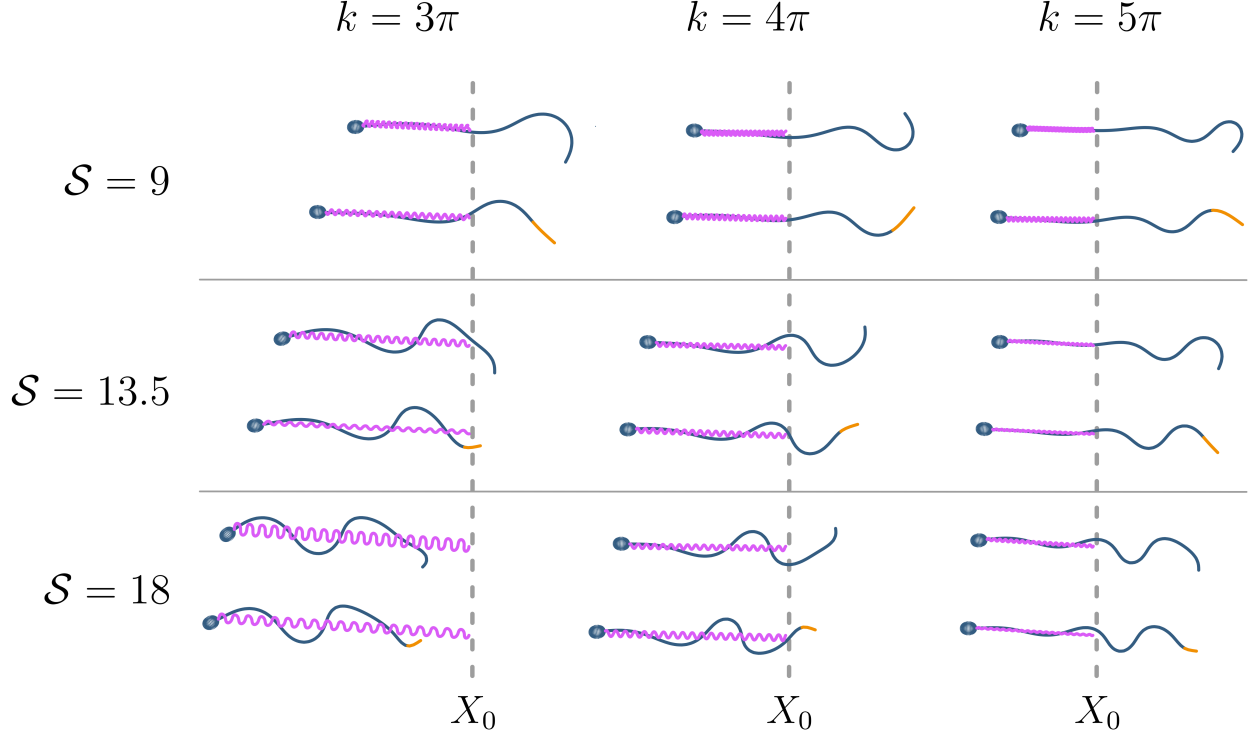 k = 3π k = 4π k = 5π
𝒮 = 9
𝒮 = 13.5
𝒮 = 18
X₀ X₀ X₀